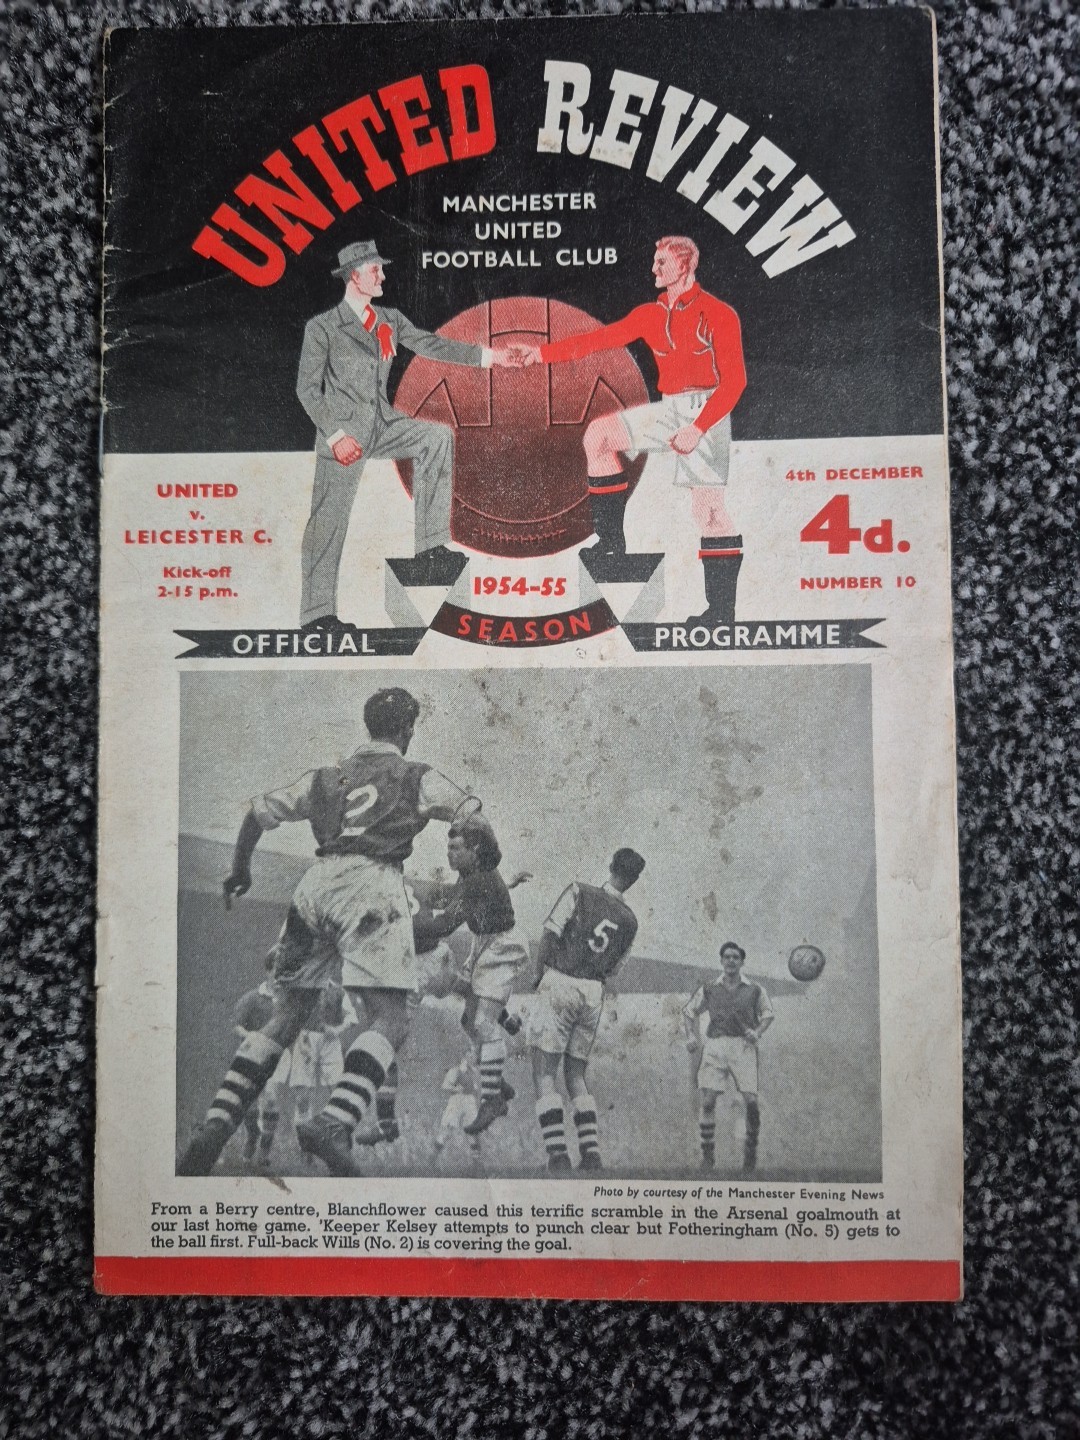 UNITED REVIEW
MANCHESTER
UNITED
FOOTBALL CLUB
UNITED
v.
LEICESTER C.
Kick-off
2-15 p.m.
4th DECEMBER
4d.
NUMBER 10
1954-55
SEASON
OFFICIAL
PROGRAMME
2
5
Photo by courtesy of the Manchester Evening News
From a Berry centre, Blanchflower caused this terrific scramble in the Arsenal goalmouth at
our last home game. 'Keeper Kelsey attempts to punch clear but Fotheringham (No. 5) gets to
the ball first. Full-back Wills (No. 2) is covering the goal.